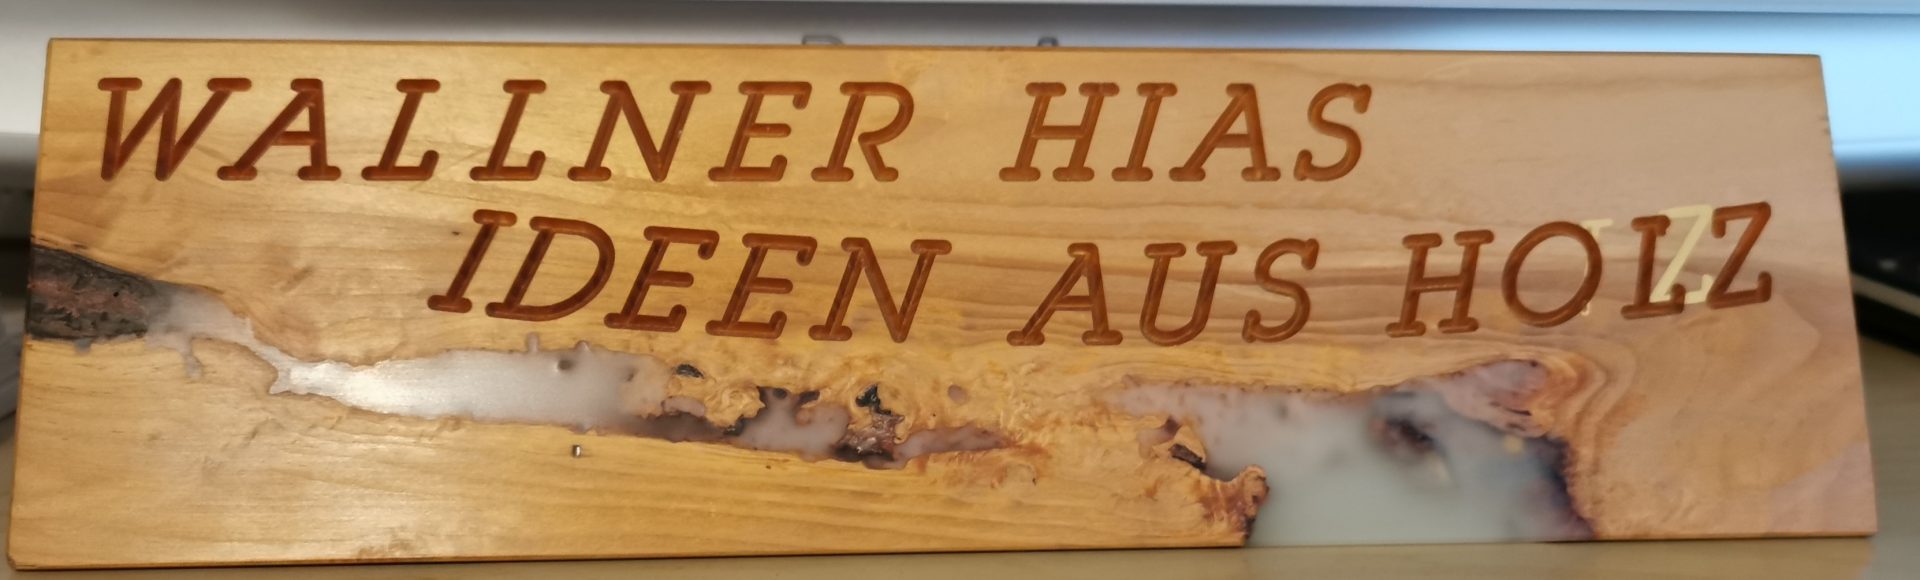 WALLNER HIAS
IDEEN AUS HOLZ